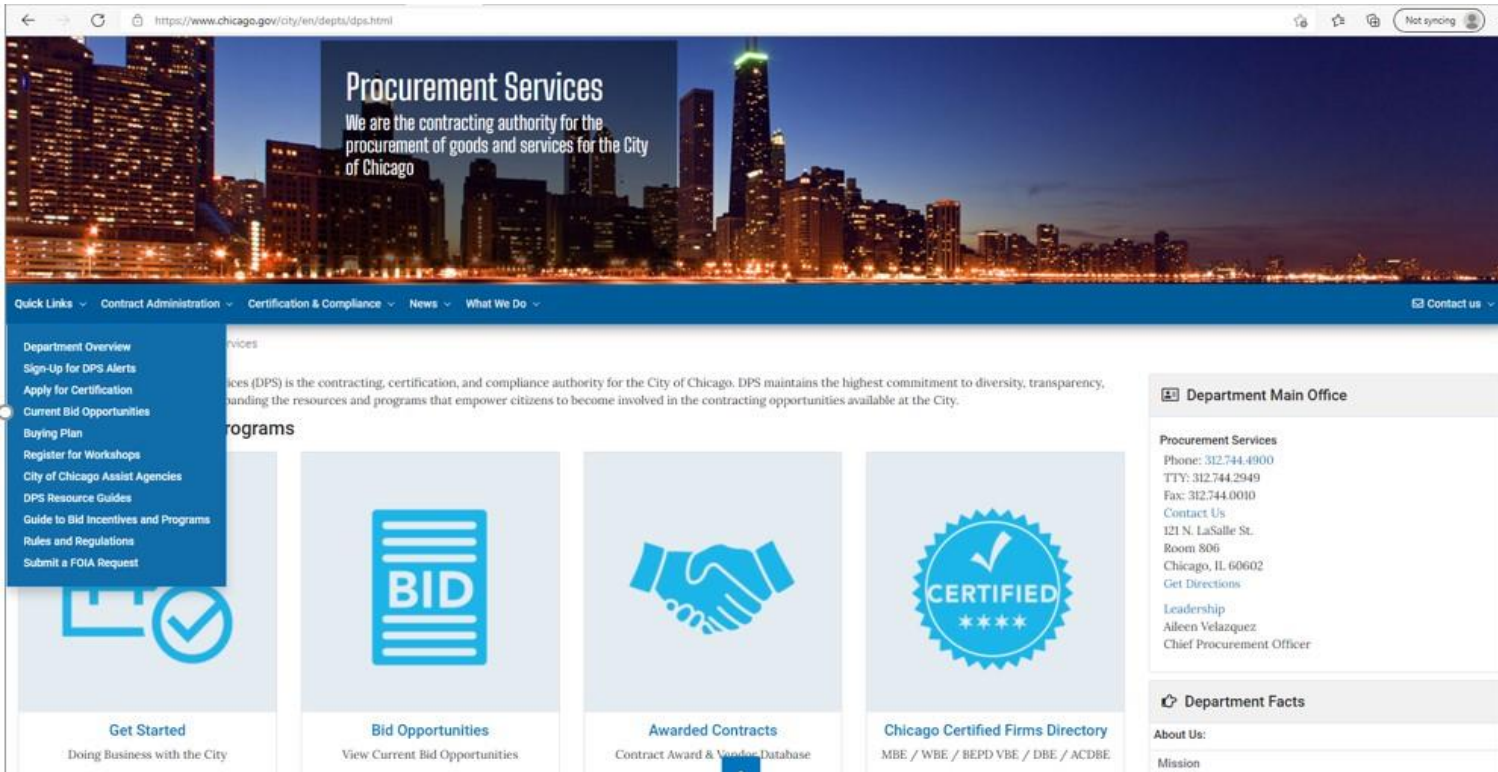 https://www.chicago.gov/city/en/depts/dps.html
Not syncing
Procurement Services
We are the contracting authority for the
procurement of goods and services for the City
of Chicago
Quick Links
Contract Administration
Certification & Compliance
News
What We Do
Contact us
Department Overview
Sign-Up for DPS Alerts
Apply for Certification
Current Bid Opportunities
Buying Plan
Register for Workshops
City of Chicago Assist Agencies
DPS Resource Guides
Guide to Bid Incentives and Programs
Rules and Regulations
Submit a FOIA Request
(DPS) is the contracting, certification, and compliance authority for the City of Chicago. DPS maintains the highest commitment to diversity, transparency,
the resources and programs that empower citizens to become involved in the contracting opportunities available at the City.
BID
CERTIFIED
Get Started
Doing Business with the City
Bid Opportunities
View Current Bid Opportunities
Awarded Contracts
Contract Award & Vendor Database
Chicago Certified Firms Directory
MBE / WBE / BEPD VBE / DBE / ACDBE
Department Main Office
Procurement Services
Phone: 312.744.4900
TTY: 312.744.2949
Fax: 312.744.0010
Contact Us
121 N. LaSalle St.
Room 806
Chicago, IL 60602
Get Directions
Leadership
Aileen Velazquez
Chief Procurement Officer
Department Facts
About Us:
Mission